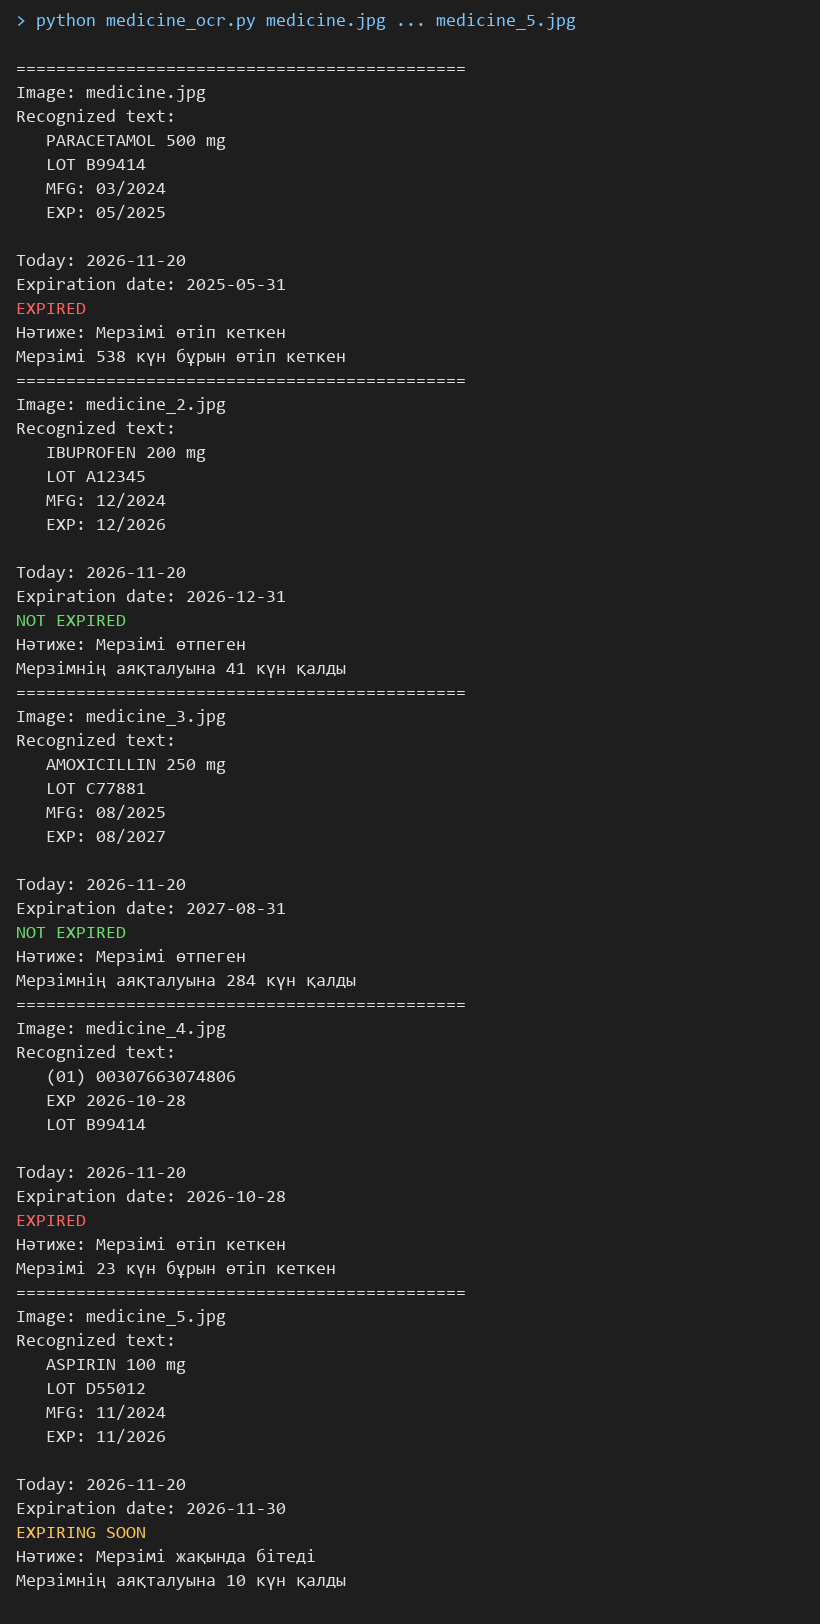 > python medicine_ocr.py medicine.jpg ... medicine_5.jpg
=============================================
Image: medicine.jpg
Recognized text:
PARACETAMOL 500 mg
LOT B99414
MFG: 03/2024
EXP: 05/2025
Today: 2026-11-20
Expiration date: 2025-05-31
EXPIRED
Нәтиже: Мерзімі өтіп кеткен
Мерзімі 538 күн бұрын өтіп кеткен
=============================================
Image: medicine_2.jpg
Recognized text:
IBUPROFEN 200 mg
LOT A12345
MFG: 12/2024
EXP: 12/2026
Today: 2026-11-20
Expiration date: 2026-12-31
NOT EXPIRED
Нәтиже: Мерзімі өтпеген
Мерзімнің аяқталуына 41 күн қалды
=============================================
Image: medicine_3.jpg
Recognized text:
AMOXICILLIN 250 mg
LOT C77881
MFG: 08/2025
EXP: 08/2027
Today: 2026-11-20
Expiration date: 2027-08-31
NOT EXPIRED
Нәтиже: Мерзімі өтпеген
Мерзімнің аяқталуына 284 күн қалды
=============================================
Image: medicine_4.jpg
Recognized text:
(01) 00307663074806
EXP 2026-10-28
LOT B99414
Today: 2026-11-20
Expiration date: 2026-10-28
EXPIRED
Нәтиже: Мерзімі өтіп кеткен
Мерзімі 23 күн бұрын өтіп кеткен
=============================================
Image: medicine_5.jpg
Recognized text:
ASPIRIN 100 mg
LOT D55012
MFG: 11/2024
EXP: 11/2026
Today: 2026-11-20
Expiration date: 2026-11-30
EXPIRING SOON
Нәтиже: Мерзімі жақында бітеді
Мерзімнің аяқталуына 10 күн қалды